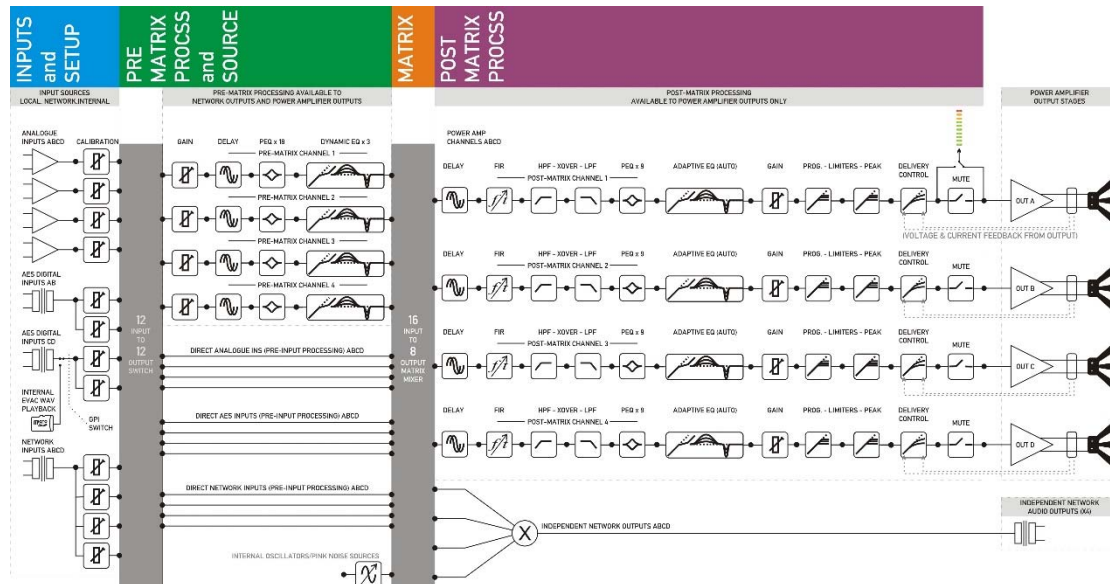 INPUTS
and
SETUP
PRE
MATRIX
PROCSS
and
SOURCE
MATRIX
POST
MATRIX
PROCSS
INPUT SOURCES
LOCAL. NETWORK.INTERNAL
PRE-MATRIX PROCESSING AVAILABLE TO
NETWORK OUTPUTS AND POWER AMPLIFIER OUTPUTS
POST-MATRIX PROCESSING
AVAILABLE TO POWER AMPLIFIER OUTPUTS ONLY
POWER AMPLIFIER
OUTPUT STAGES
ANALOGUE
INPUTS ABCD
CALIBRATION
GAIN DELAY PEQ x 18 DYNAMIC EQ x 3
PRE-MATRIX CHANNEL 1
PRE-MATRIX CHANNEL 2
PRE-MATRIX CHANNEL 3
PRE-MATRIX CHANNEL 4
POWER AMP
CHANNELS ABCD
DELAY FIR HPF - XOVER - LPF PEQ x 9 ADAPTIVE EQ (AUTO) GAIN PROG. - LIMITERS - PEAK DELIVERY
CONTROL
MUTE
POST-MATRIX CHANNEL 1
OUT A
(VOLTAGE & CURRENT FEEDBACK FROM OUTPUT)
DELAY FIR HPF - XOVER - LPF PEQ x 9 ADAPTIVE EQ (AUTO) GAIN PROG. - LIMITERS - PEAK DELIVERY
CONTROL
MUTE
POST-MATRIX CHANNEL 2
OUT B
DELAY FIR HPF - XOVER - LPF PEQ x 9 ADAPTIVE EQ (AUTO) GAIN PROG. - LIMITERS - PEAK DELIVERY
CONTROL
MUTE
POST-MATRIX CHANNEL 3
OUT C
DELAY FIR HPF - XOVER - LPF PEQ x 9 ADAPTIVE EQ (AUTO) GAIN PROG. - LIMITERS - PEAK DELIVERY
CONTROL
MUTE
POST-MATRIX CHANNEL 4
OUT D
AES DIGITAL
INPUTS AB
AES DIGITAL
INPUTS CD
INTERNAL
EVAC WAV
PLAYBACK
GPI
SWITCH
NETWORK
INPUTS ABCD
12
INPUT
TO
12
OUTPUT
SWITCH
DIRECT ANALOGUE INS (PRE-INPUT PROCESSING) ABCD
DIRECT AES INPUTS (PRE-INPUT PROCESSING) ABCD
DIRECT NETWORK INPUTS (PRE-INPUT PROCESSING) ABCD
INTERNAL OSCILLATORS/PINK NOISE SOURCES
16
INPUT
TO
8
OUTPUT
MATRIX
MIXER
X
INDEPENDENT NETWORK OUTPUTS ABCD
INDEPENDENT NETWORK
AUDIO OUTPUTS (X4)